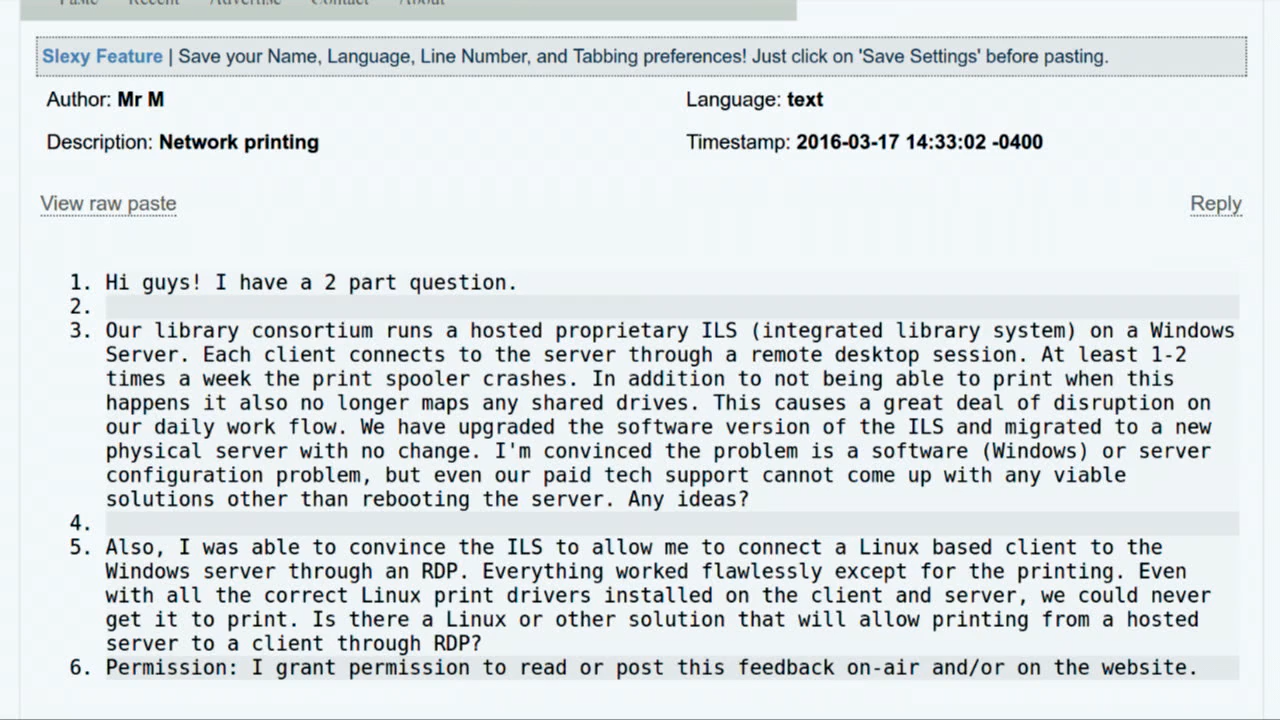 Paste Recent Advertise Contact About
Slexy Feature | Save your Name, Language, Line Number, and Tabbing preferences! Just click on 'Save Settings' before pasting.
Author: Mr M Language: text
Description: Network printing Timestamp: 2016-03-17 14:33:02 -0400
View raw paste Reply
1. Hi guys! I have a 2 part question.
2.
3. Our library consortium runs a hosted proprietary ILS (integrated library system) on a Windows
Server. Each client connects to the server through a remote desktop session. At least 1-2
times a week the print spooler crashes. In addition to not being able to print when this
happens it also no longer maps any shared drives. This causes a great deal of disruption on
our daily work flow. We have upgraded the software version of the ILS and migrated to a new
physical server with no change. I'm convinced the problem is a software (Windows) or server
configuration problem, but even our paid tech support cannot come up with any viable
solutions other than rebooting the server. Any ideas?
4.
5. Also, I was able to convince the ILS to allow me to connect a Linux based client to the
Windows server through an RDP. Everything worked flawlessly except for the printing. Even
with all the correct Linux print drivers installed on the client and server, we could never
get it to print. Is there a Linux or other solution that will allow printing from a hosted
server to a client through RDP?
6. Permission: I grant permission to read or post this feedback on-air and/or on the website.